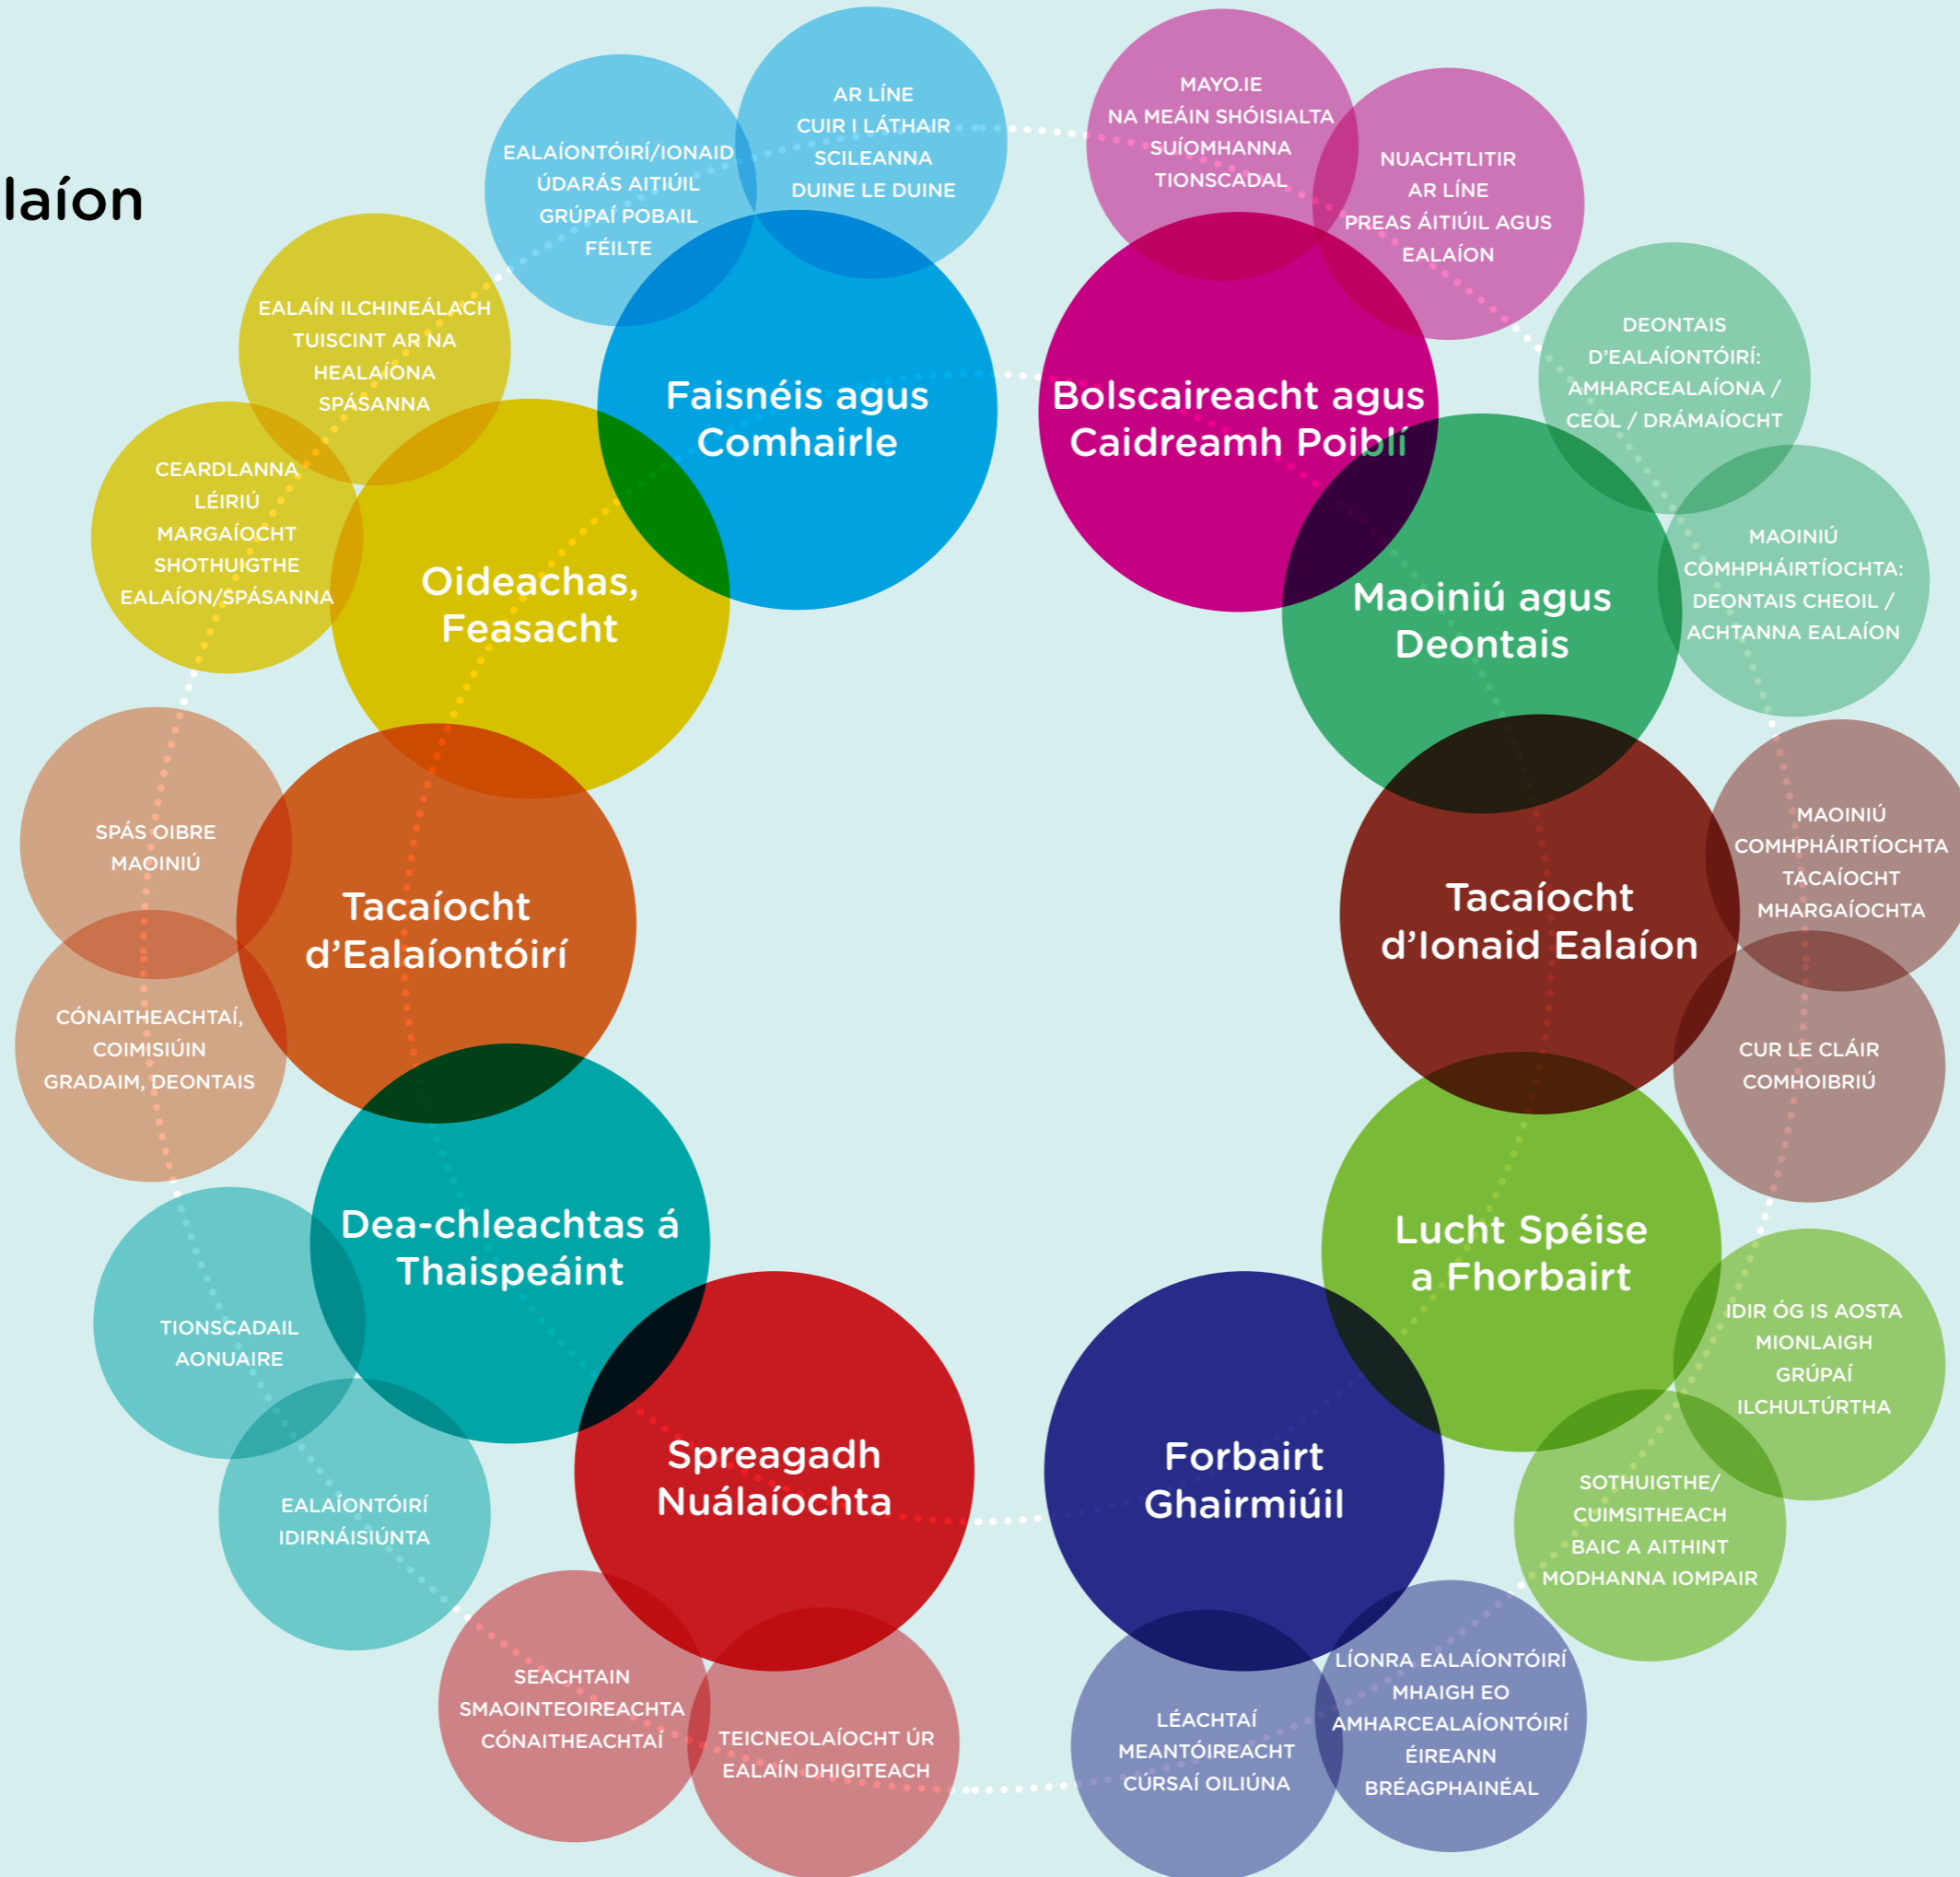 laíon
EALAÍONTÓIRÍ/IONAID
ÚDARÁS AITIÚIL
GRÚPAÍ POBAIL
FÉILTE
AR LÍNE
CUIR I LÁTHAIR
SCILEANNA
DUINE LE DUINE
Faisnéis agus
Comhairle
MAYO.IE
NA MEÁIN SHÓISIALTA
SUÍOMHANNA
TIONSCADAL
NUACHTLITIR
AR LÍNE
PREAS ÁITIÚIL AGUS
EALAÍON
Bolscaireacht agus
Caidreamh Poiblí
DEONTAIS
D’EALAÍONTÓIRÍ:
AMHARCEALAÍONA /
CEOL / DRÁMAÍOCHT
MAOINIÚ
COMHPHÁIRTÍOCHTA:
DEONTAIS CHEOIL /
ACHTANNA EALAÍON
Maoiniú agus
Deontais
MAOINIÚ
COMHPHÁIRTÍOCHTA
TACAÍOCHT
MHARGAÍOCHTA
CUR LE CLÁIR
COMHOIBRIÚ
Tacaíocht
d’Ionaid Ealaíon
Lucht Spéise
a Fhorbairt
IDIR ÓG IS AOSTA
MIONLAIGH
GRÚPAÍ
ILCHULTÚRTHA
SOTHUIGTHE/
CUIMSITHEACH
BAIC A AITHINT
MODHANNA IOMPAIR
Forbairt
Ghairmiúil
LÍONRA EALAÍONTÓIRÍ
MHAIGH EO
AMHARCEALAÍONTÓIRÍ
ÉIREANN
BRÉAGPHAINÉAL
LÉACHTAÍ
MEANTÓIREACHT
CÚRSAÍ OILIÚNA
Spreagadh
Nuálaíochta
TEICNEOLAÍOCHT ÚR
EALAÍN DHIGITEACH
SEACHTAIN
SMAOINTEOIREACHTA
CÓNAITHEACHTAÍ
Dea-chleachtas á
Thaispeáint
EALAÍONTÓIRÍ
IDIRNÁISIÚNTA
TIONSCADAIL
AONUAIRE
Tacaíocht
d’Ealaíontóirí
CÓNAITHEACHTAÍ,
COIMISIÚIN
GRADAIM, DEONTAIS
SPÁS OIBRE
MAOINIÚ
Oideachas,
Feasacht
CEARDLANNA
LÉIRIÚ
MARGAÍOCHT
SHOTHUIGTHE
EALAÍON/SPÁSANNA
EALAÍN ILCHINEÁLACH
TUISCINT AR NA
HEALAÍONA
SPÁSANNA